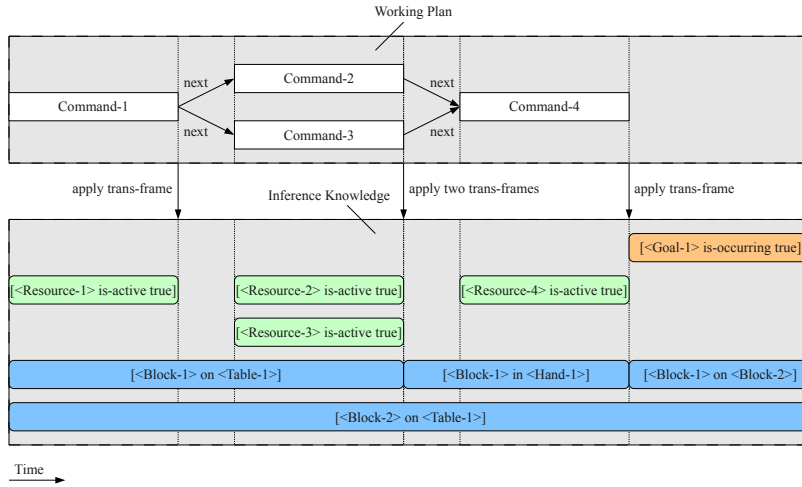 Working Plan
next
Command-2
next
Command-1
Command-4
next
Command-3
next
apply trans-frame
apply two trans-frames
apply trans-frame
Inference Knowledge
[<Goal-1> is-occurring true]
[<Resource-1> is-active true]
[<Resource-2> is-active true]
[<Resource-4> is-active true]
[<Resource-3> is-active true]
[<Block-1> on <Table-1>]
[<Block-1> in <Hand-1>]
[<Block-1> on <Block-2>]
[<Block-2> on <Table-1>]
Time